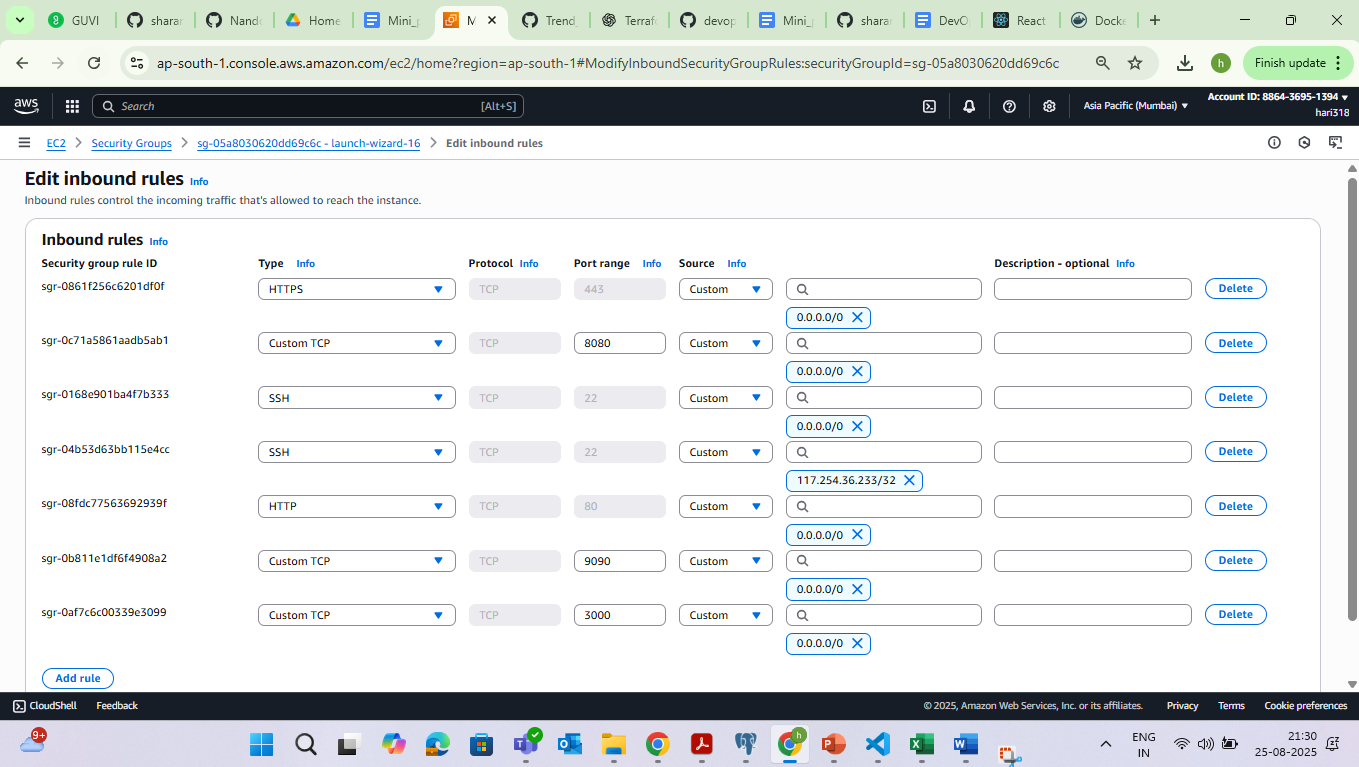 GUVI
sharan
Nand
Home
Mini_p
M
Trend_
Terrafo
devop
Mini_p
sharan
DevO
React
Docke
ap-south-1.console.aws.amazon.com/ec2/home?region=ap-south-1#ModifyInboundSecurityGroupRules:securityGroupId=sg-05a8030620dd69c6c
h
Finish update
aws
Search
[Alt+S]
Asia Pacific (Mumbai)
Account ID: 8864-3695-1394
hari318
EC2 > Security Groups > sg-05a8030620dd69c6c - launch-wizard-16 > Edit inbound rules
Edit inbound rules Info
Inbound rules control the incoming traffic that's allowed to reach the instance.
Inbound rules Info
Security group rule ID Type Info Protocol Info Port range Info Source Info Description - optional Info
sgr-0861f256c6201df0f HTTPS TCP 443 Custom Delete
0.0.0.0/0
sgr-0c71a5861aadb5ab1 Custom TCP TCP 8080 Custom Delete
0.0.0.0/0
sgr-0168e901ba4f7b333 SSH TCP 22 Custom Delete
0.0.0.0/0
sgr-04b53d63bb115e4cc SSH TCP 22 Custom Delete
117.254.36.233/32
sgr-08fdc77563692939f HTTP TCP 80 Custom Delete
0.0.0.0/0
sgr-0b811e1df6f4908a2 Custom TCP TCP 9090 Custom Delete
0.0.0.0/0
sgr-0af7c6c00339e3099 Custom TCP TCP 3000 Custom Delete
0.0.0.0/0
Add rule
CloudShell Feedback © 2025, Amazon Web Services, Inc. or its affiliates. Privacy Terms Cookie preferences
9+
ENG
IN
21:30
25-08-2025